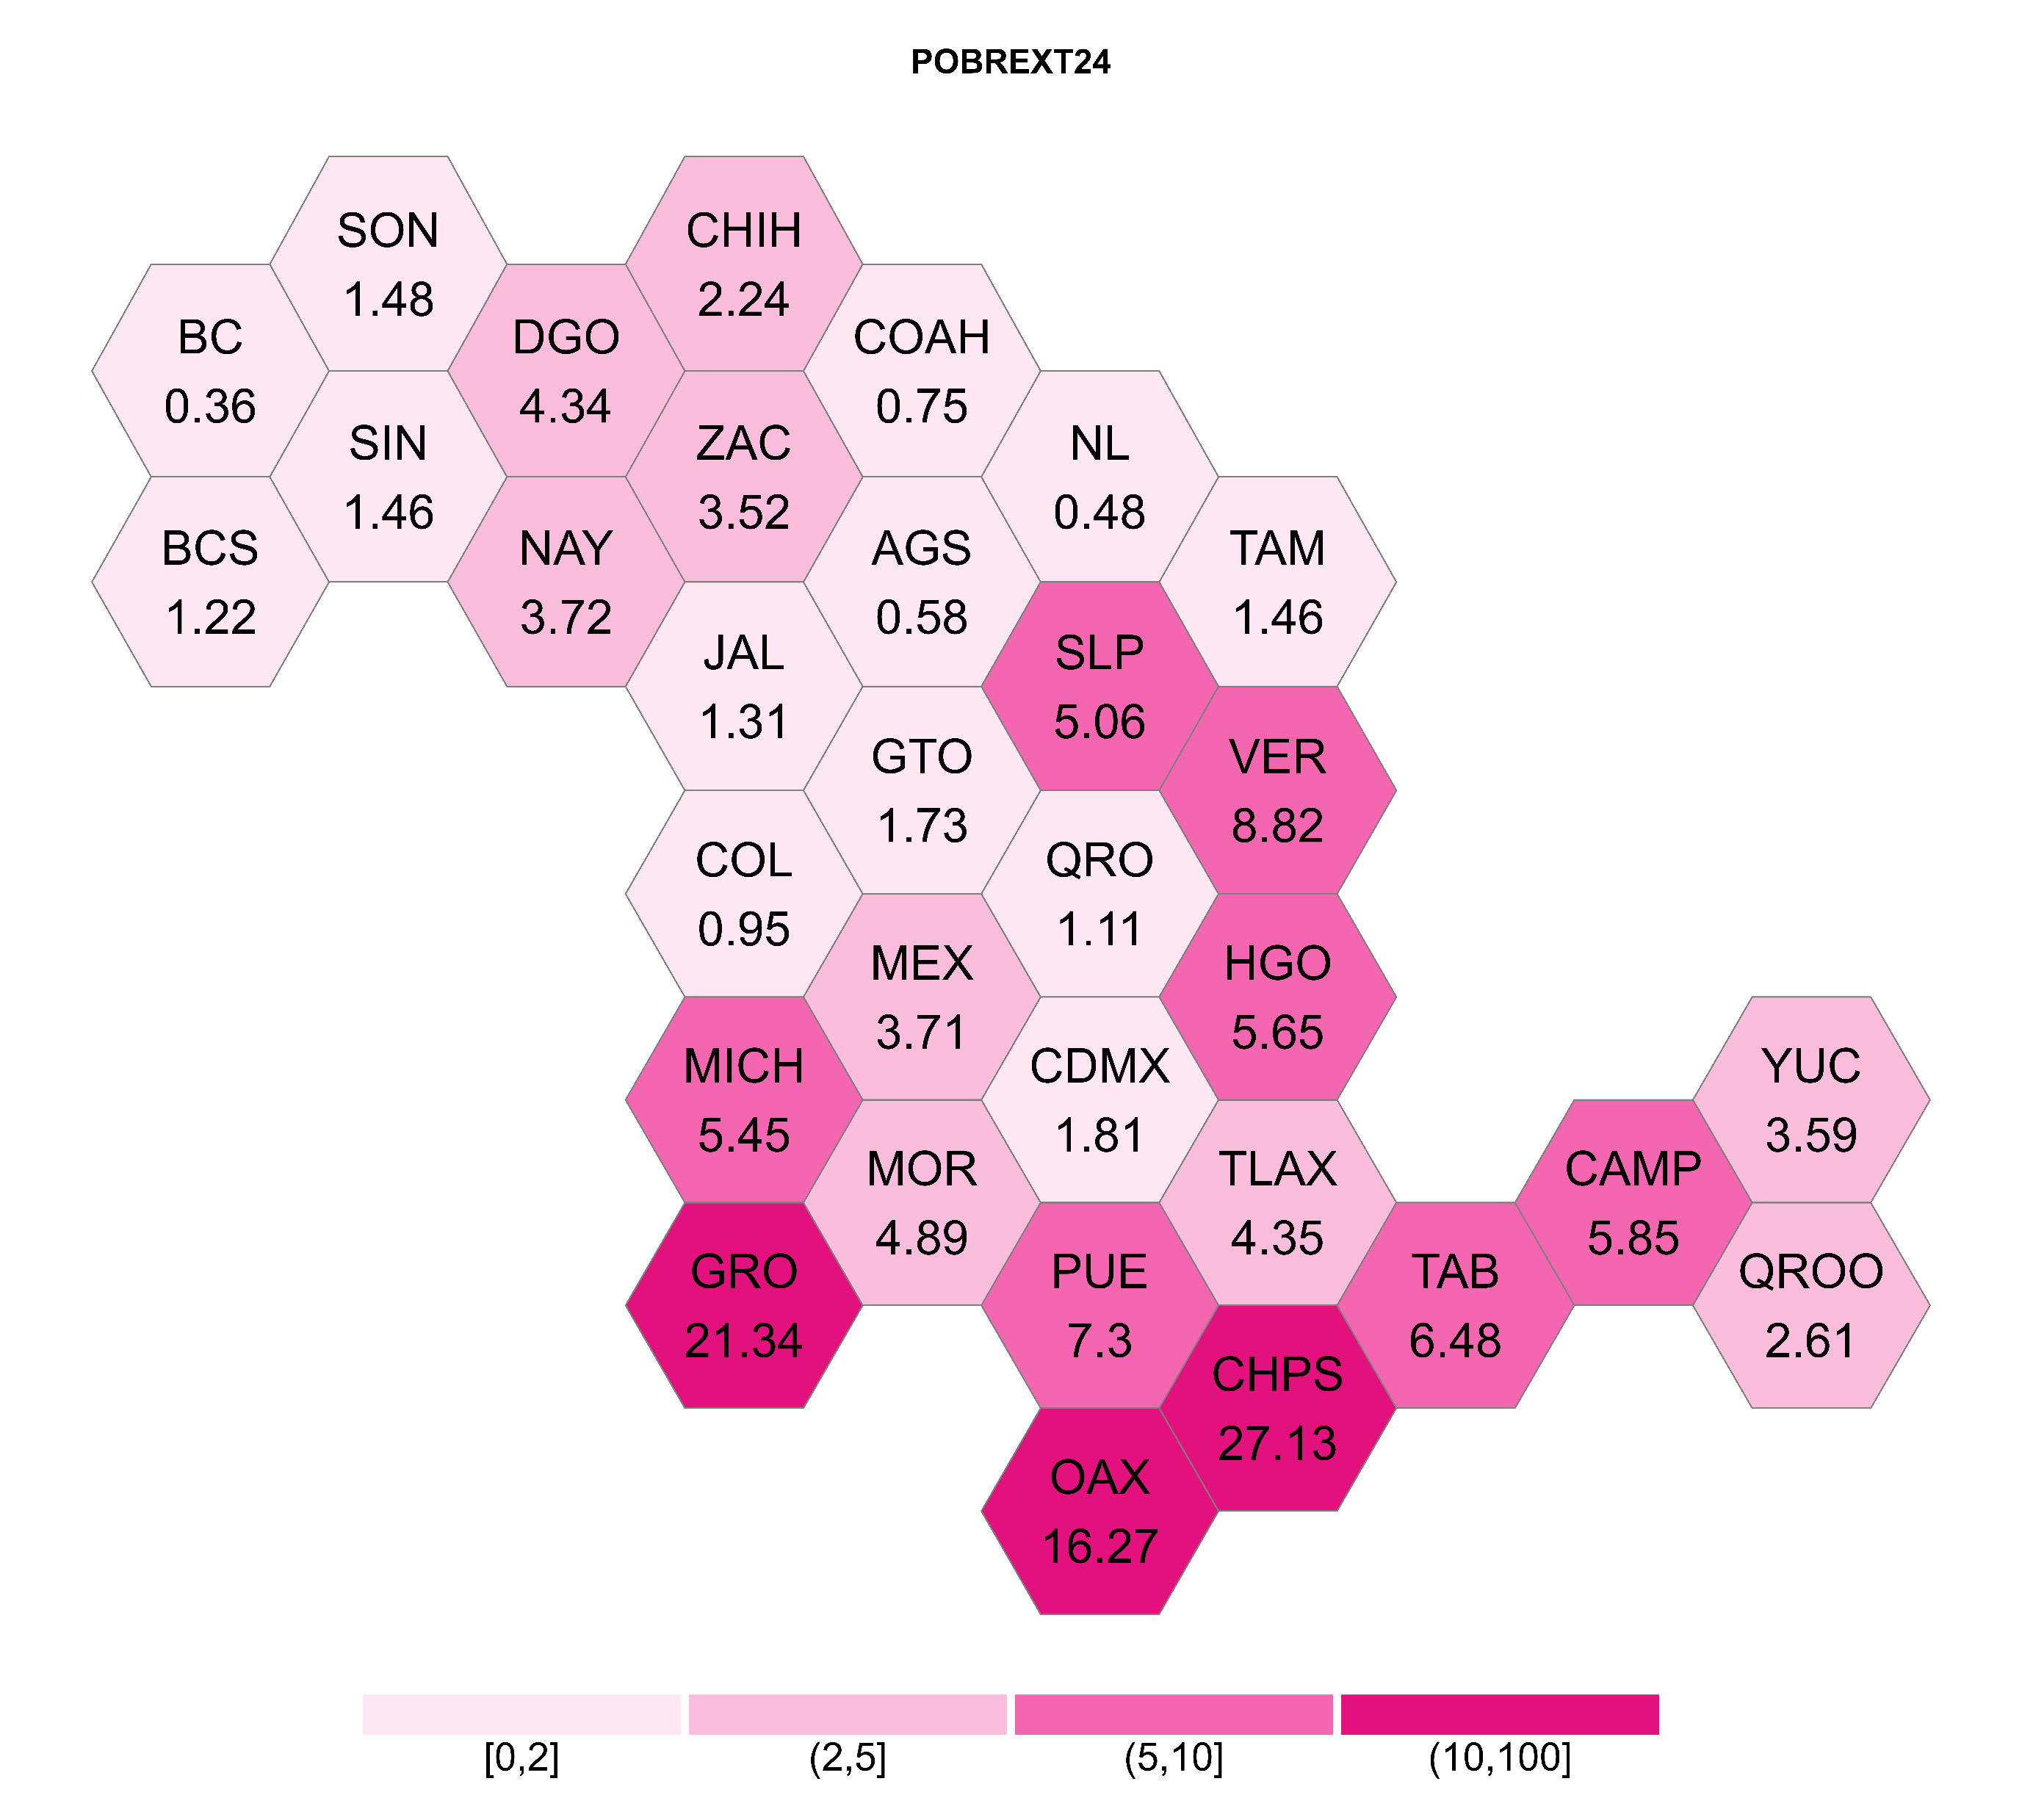 POBREXT24
SON
1.48
CHIH
2.24
BC
0.36
DGO
4.34
COAH
0.75
SIN
1.46
ZAC
3.52
NL
0.48
BCS
1.22
NAY
3.72
AGS
0.58
TAM
1.46
JAL
1.31
SLP
5.06
GTO
1.73
VER
8.82
COL
0.95
QRO
1.11
MEX
3.71
HGO
5.65
MICH
5.45
CDMX
1.81
YUC
3.59
MOR
4.89
TLAX
4.35
CAMP
5.85
GRO
21.34
PUE
7.3
TAB
6.48
QROO
2.61
CHPS
27.13
OAX
16.27
[0,2]
(2,5]
(5,10]
(10,100]